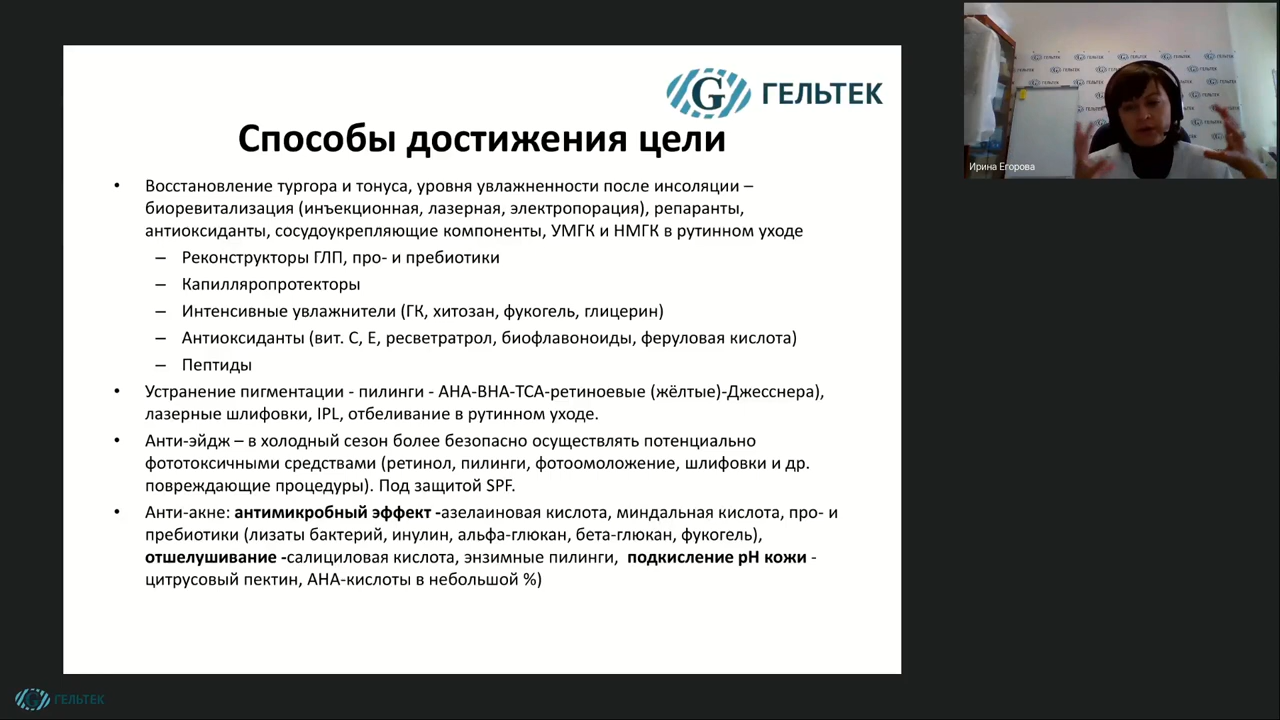 ГЕЛЬТЕК
Способы достижения цели
• Восстановление тургора и тонуса, уровня увлажненности после инсоляции –
биоревитализация (инъекционная, лазерная, электропорация), репаранты,
антиоксиданты, сосудоукрепляющие компоненты, УМГК и НМГК в рутинном уходе
– Реконструкторы ГЛП, про- и пребиотики
– Капилляропротекторы
– Интенсивные увлажнители (ГК, хитозан, фукогель, глицерин)
– Антиоксиданты (вит. С, Е, ресветратрол, биофлавоноиды, феруловая кислота)
– Пептиды
• Устранение пигментации - пилинги - АНА-ВНА-ТСА-ретиноевые (жёлтые)-Джесснера),
лазерные шлифовки, IPL, отбеливание в рутинном уходе.
• Анти-эйдж – в холодный сезон более безопасно осуществлять потенциально
фототоксичными средствами (ретинол, пилинги, фотоомоложение, шлифовки и др.
повреждающие процедуры). Под защитой SPF.
• Анти-акне: антимикробный эффект -азелаиновая кислота, миндальная кислота, про- и
пребиотики (лизаты бактерий, инулин, альфа-глюкан, бета-глюкан, фукогель),
отшелушивание -салициловая кислота, энзимные пилинги, подкисление pH кожи -
цитрусовый пектин, АНА-кислоты в небольшой %)
Ирина Егорова
ГЕЛЬТЕК